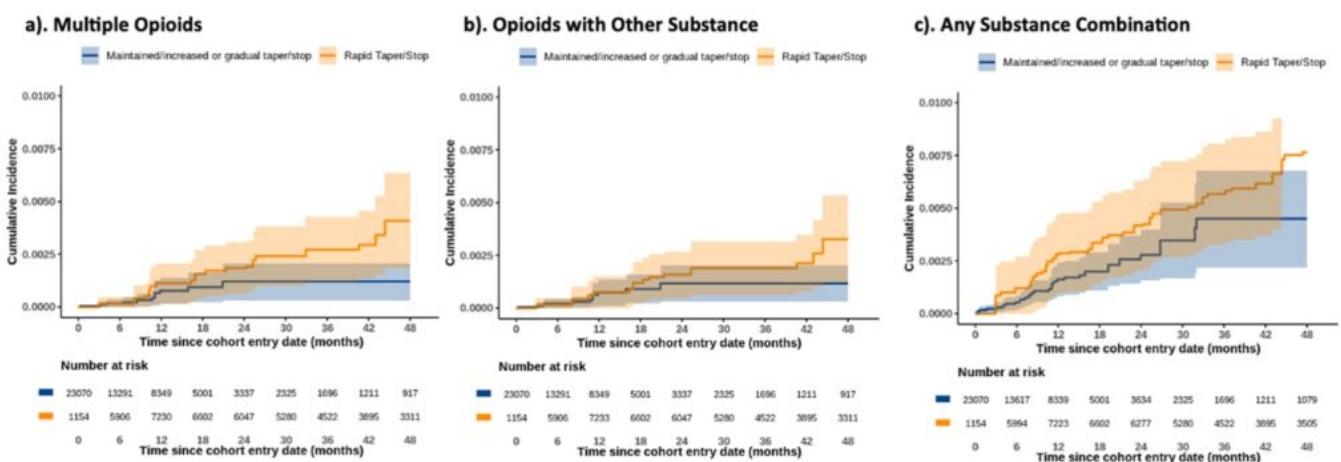 a). Multiple Opioids
Maintained/increased or gradual taper/stop Rapid Taper/Stop
Cumulative Incidence
0.0100
0.0075
0.0050
0.0025
0.0000
0 6 12 18 24 30 36 42 48
Time since cohort entry date (months)
Number at risk
23070 13291 8349 5001 3337 2325 1696 1211 917
1154 5906 7230 6602 6047 5280 4522 3895 3311
0 6 12 18 24 30 36 42 48
Time since cohort entry date (months)
b). Opioids with Other Substance
Maintained/increased or gradual taper/stop Rapid Taper/Stop
Cumulative Incidence
0.0100
0.0075
0.0050
0.0025
0.0000
0 6 12 18 24 30 36 42 48
Time since cohort entry date (months)
Number at risk
23070 13291 8349 5001 3337 2325 1696 1211 917
1154 5906 7233 6602 6047 5280 4522 3895 3311
0 6 12 18 24 30 36 42 48
Time since cohort entry date (months)
c). Any Substance Combination
Maintained/increased or gradual taper/stop Rapid Taper/Stop
Cumulative Incidence
0.0100
0.0075
0.0050
0.0025
0.0000
0 6 12 18 24 30 36 42 48
Time since cohort entry date (months)
Number at risk
23070 13617 8339 5001 3634 2325 1696 1211 1079
1154 5994 7223 6602 6277 5280 4522 3895 3505
0 6 12 18 24 30 36 42 48
Time since cohort entry date (months)